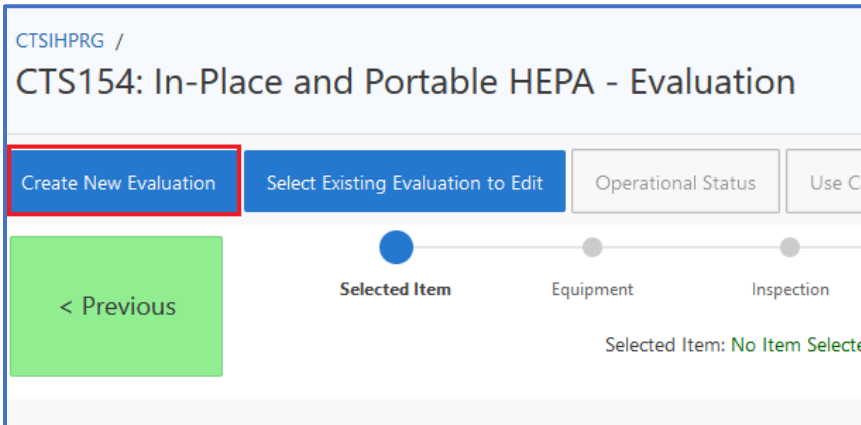 CTSIHPRG /
CTS154: In-Place and Portable HEPA - Evaluation
Create New Evaluation
Select Existing Evaluation to Edit
Operational Status
Use
< Previous
Selected Item
Equipment
Inspection
Selected Item: No Item